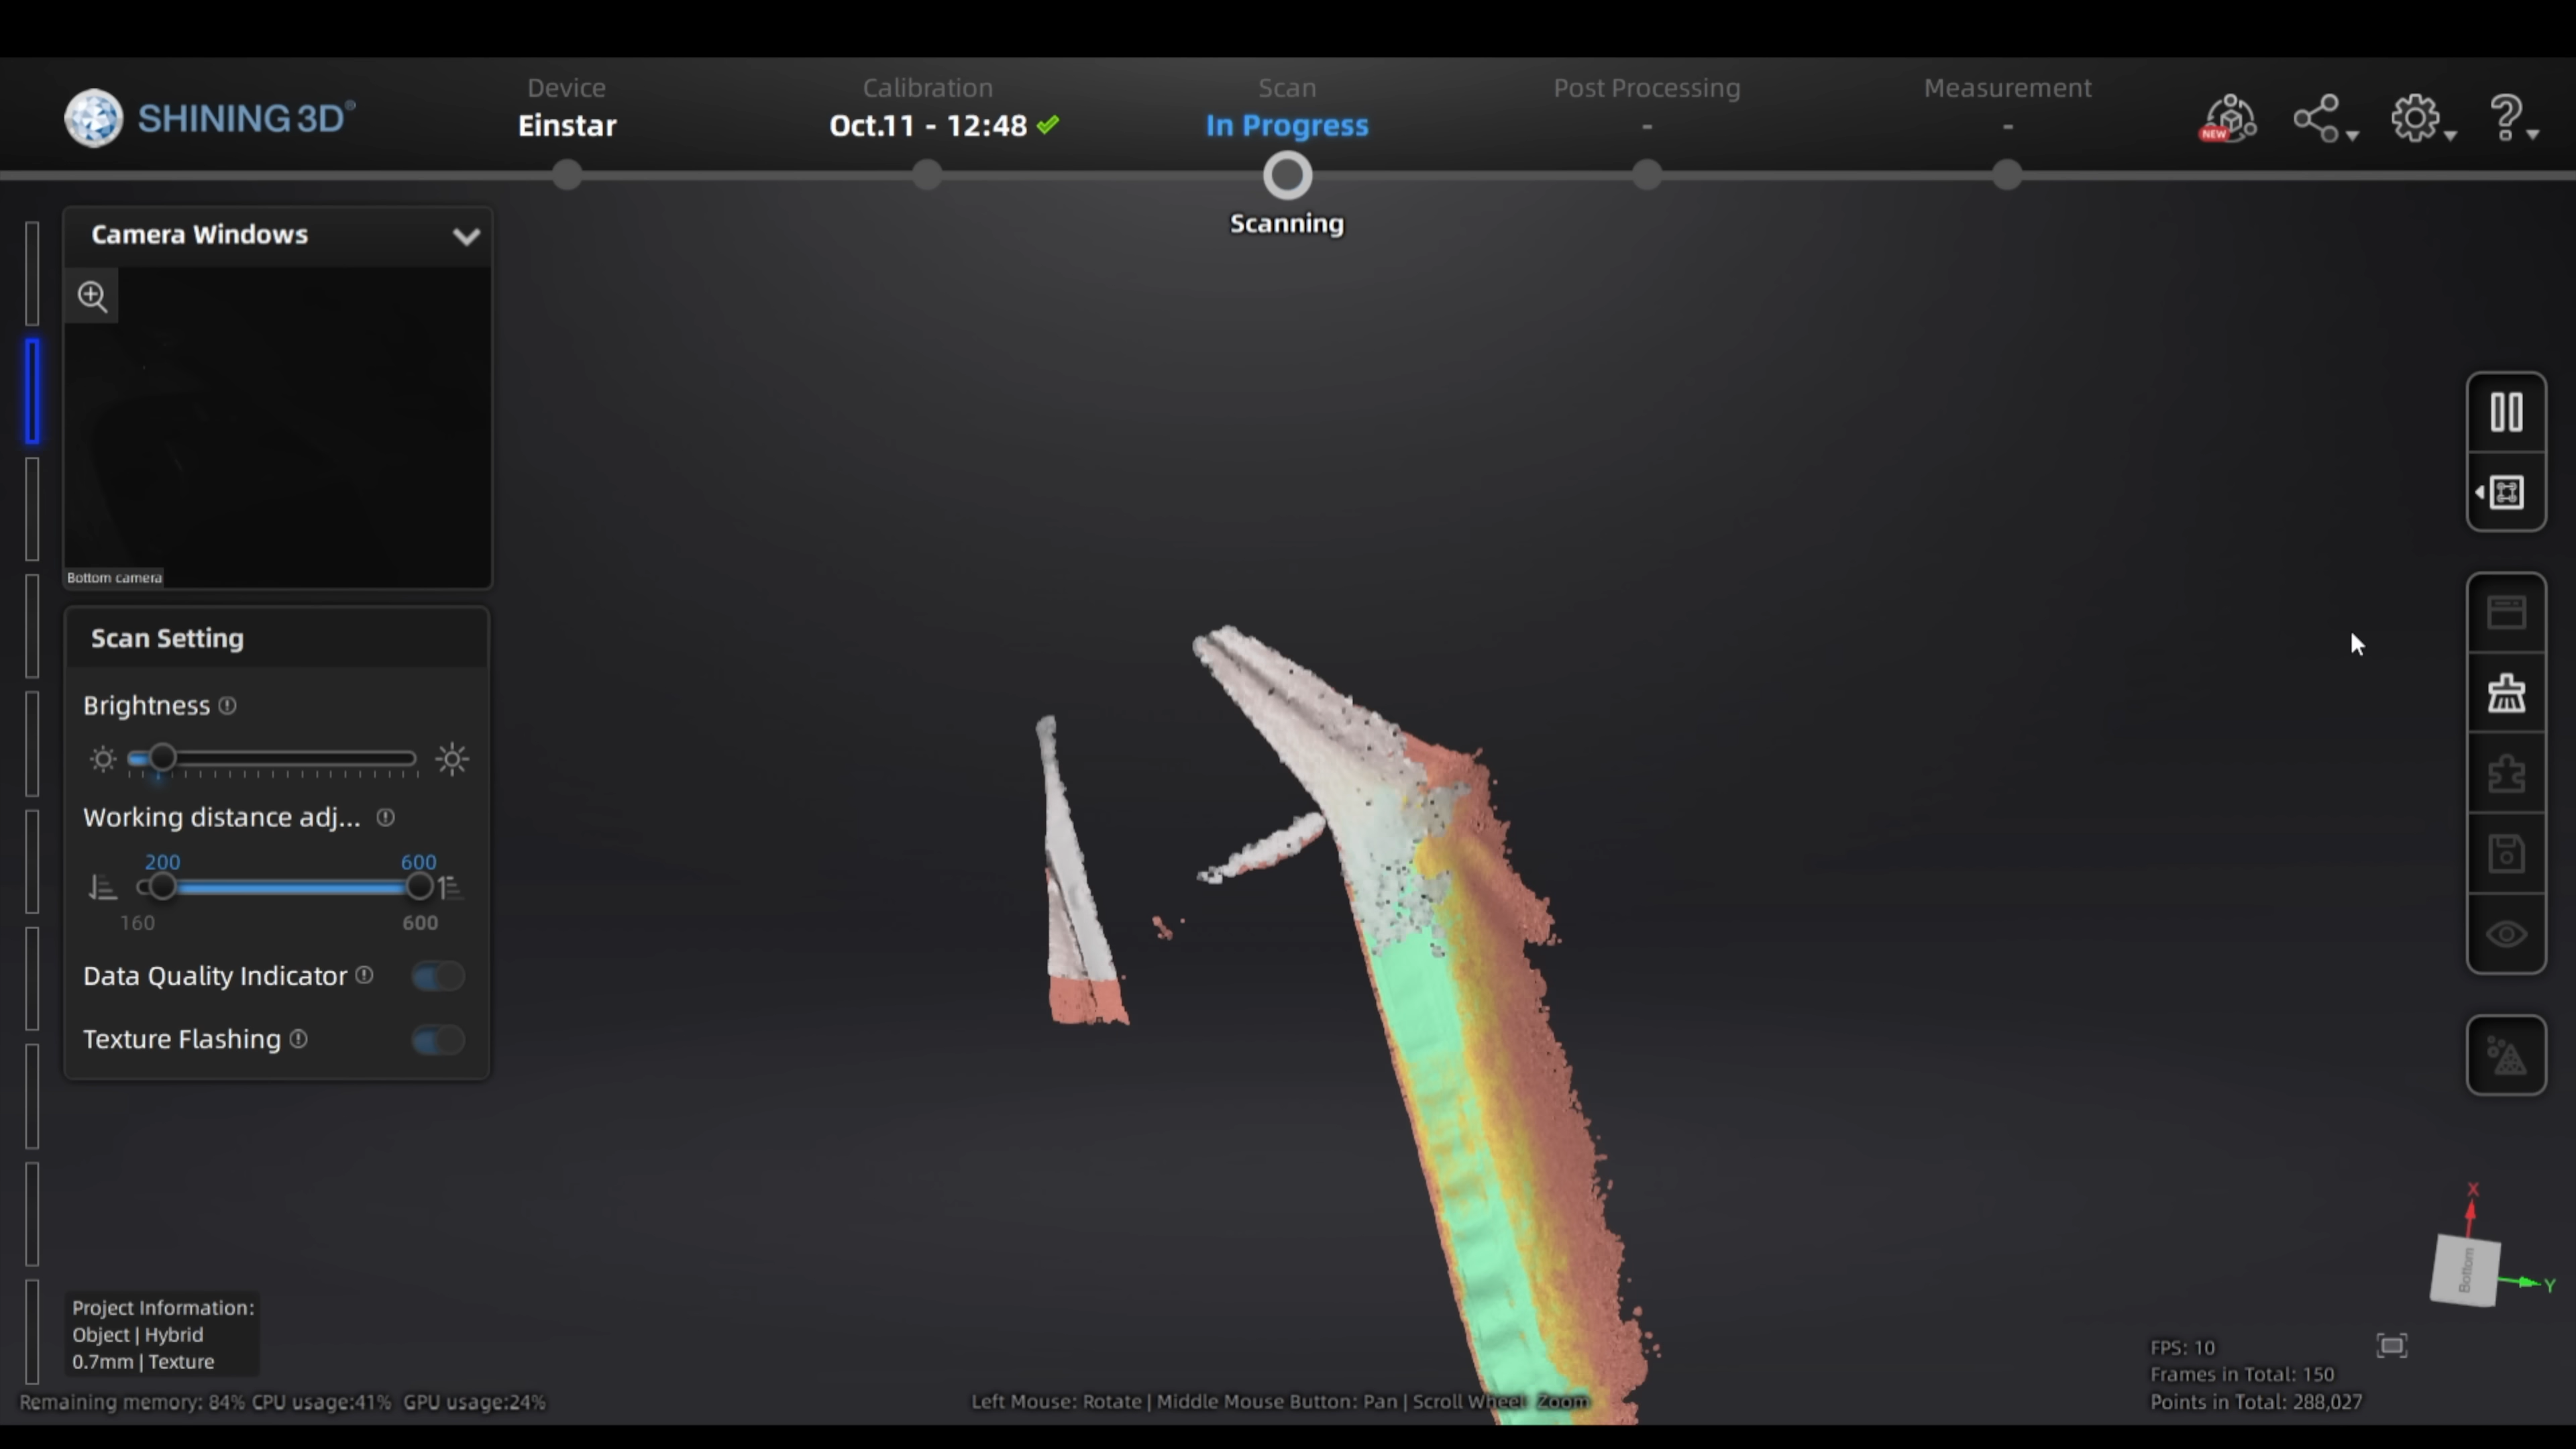 SHINING 3D®
Device
Einstar
Calibration
Oct.11 - 12:48
Scan
In Progress
Scanning
Post Processing
-
Measurement
-
NEW
?
Camera Windows
Bottom camera
Scan Setting
Brightness
Working distance adj...
200 600
160 600
Data Quality Indicator
Texture Flashing
Project Information:
Object | Hybrid
0.7mm | Texture
Remaining memory: 84% CPU usage:41% GPU usage:24%
Left Mouse: Rotate | Middle Mouse Button: Pan | Scroll Wheel: Zoom
X
Bottom
Y
FPS: 10
Frames in Total: 150
Points in Total: 288,027